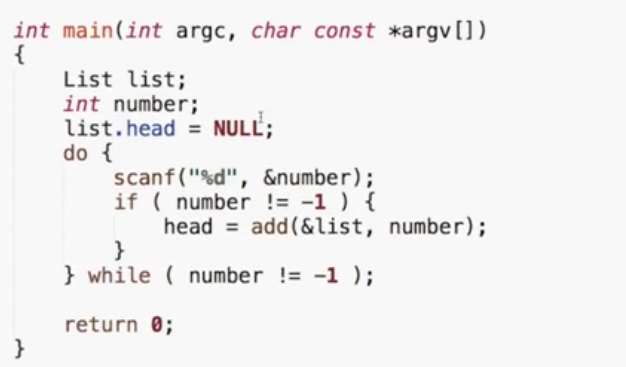 int main(int argc, char const *argv[])
{
    List list;
    int number;
    list.head = NULL;
    do {
        scanf("%d", &number);
        if ( number != -1 ) {
            head = add(&list, number);
        }
    } while ( number != -1 );

    return 0;
}